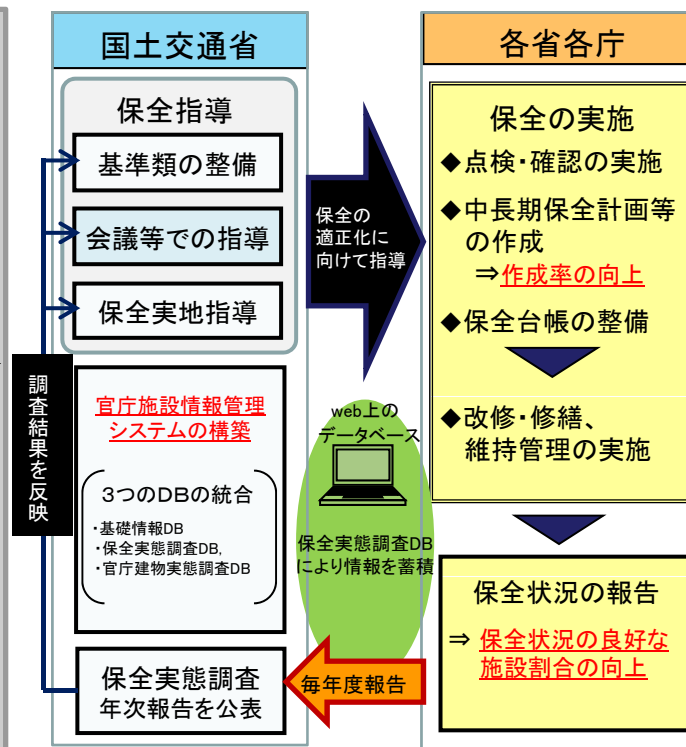 国土交通省
保全指導
基準類の整備
会議等での指導
保全実地指導
調査結果を反映
官庁施設情報管理
システムの構築
3つのDBの統合
・基礎情報DB
・保全実態調査DB,
・官庁建物実態調査DB
保全実態調査
年次報告を公表
保全の
適正化に
向けて指導
web上の
データベース
保全実態調査DB
により情報を蓄積
毎年度報告
各省各庁
保全の実施
◆点検・確認の実施
◆中長期保全計画等
の作成
⇒作成率の向上
◆保全台帳の整備
◆改修・修繕、
維持管理の実施
保全状況の報告
⇒ 保全状況の良好な
施設割合の向上